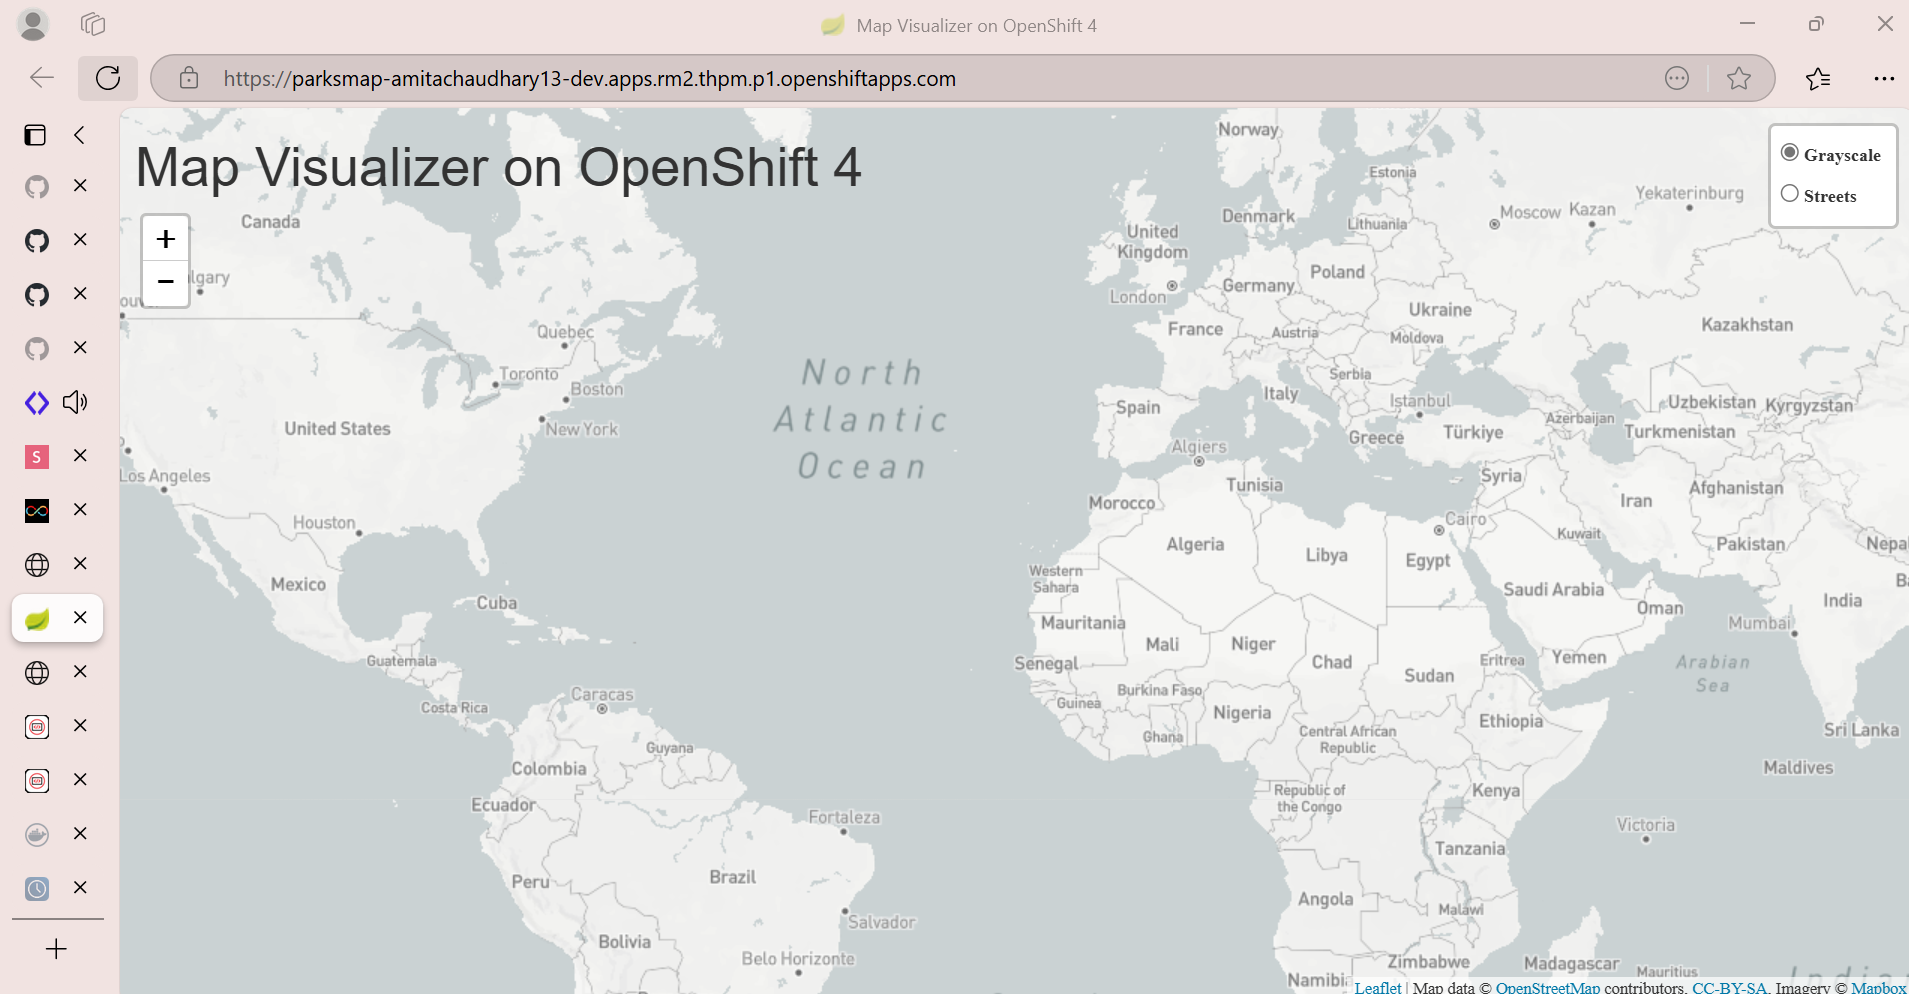 Map Visualizer on OpenShift 4
https://parksmap-amitachaudhary13-dev.apps.rm2.thpm.p1.openshiftapps.com
Map Visualizer on OpenShift 4
Grayscale
Streets
+
−
S
Canada
Quebec
Toronto
Boston
New York
United States
Los Angeles
Houston
Mexico
Cuba
Guatemala
Costa Rica
Caracas
Guyana
Colombia
Ecuador
Fortaleza
Peru
Brazil
Salvador
Bolivia
Belo Horizonte
North
Atlantic
Ocean
Norway
Estonia
Denmark
Lithuania
Moscow
Kazan
Yekaterinburg
United
Kingdom
London
Germany
Poland
Ukraine
Kazakhstan
France
Austria
Moldova
Serbia
Spain
Italy
Istanbul
Azerbaijan
Uzbekistan
Kyrgyzstan
Turkmenistan
Algiers
Greece
Türkiye
Tunisia
Syria
Iran
Afghanistan
Morocco
Cairo
Kuwait
Pakistan
Algeria
Libya
Egypt
Western
Sahara
Saudi Arabia
Oman
India
Mumbai
Mauritania
Mali
Niger
Chad
Sudan
Eritrea
Yemen
Arabian
Sea
Senegal
Burkina Faso
Guinea
Nigeria
Ghana
Central African
Republic
Ethiopia
Sri Lanka
Maldives
Republic of
the Congo
Kenya
Victoria
Tanzania
Angola
Malawi
Zimbabwe
Madagascar
Mauritius
Leaflet | Map data © OpenStreetMap contributors, CC-BY-SA, Imagery © Mapbox